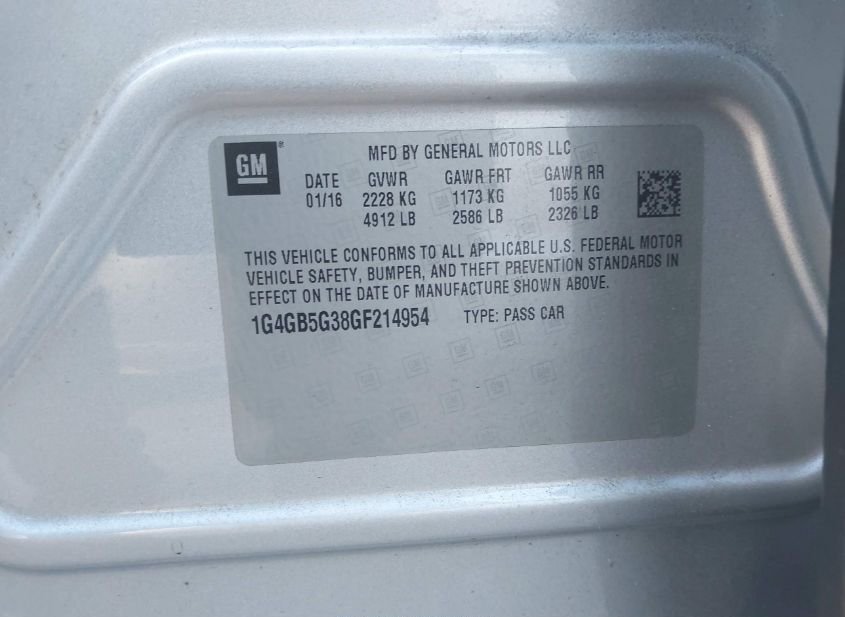 GM®
MFD BY GENERAL MOTORS LLC
DATE GVWR GAWR FRT GAWR RR
01/16 2228 KG 1173 KG 1055 KG
4912 LB 2586 LB 2326 LB
THIS VEHICLE CONFORMS TO ALL APPLICABLE U.S. FEDERAL MOTOR
VEHICLE SAFETY, BUMPER, AND THEFT PREVENTION STANDARDS IN
EFFECT ON THE DATE OF MANUFACTURE SHOWN ABOVE.
1G4GB5G38GF214954 TYPE: PASS CAR